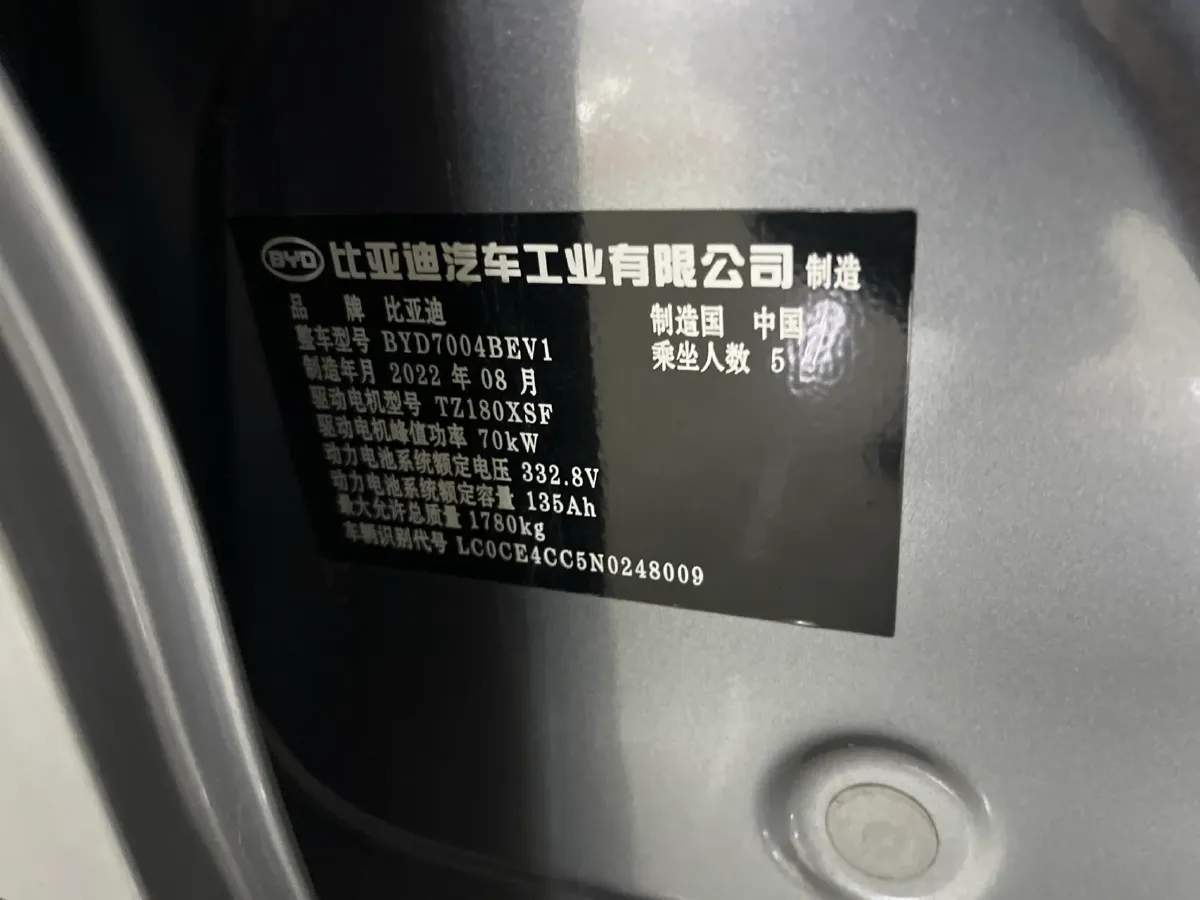 BYD 比亚迪汽车工业有限公司 制造
品 牌 比亚迪 制造国 中国
整车型号 BYD7004BEV1 乘坐人数 5
制造年月 2022 年 08 月
驱动电机型号 TZ180XSF
驱动电机峰值功率 70kW
动力电池系统额定电压 332.8V
动力电池系统额定容量 135Ah
最大允许总质量 1780kg
车辆识别代号 LC0CE4CC5N0248009